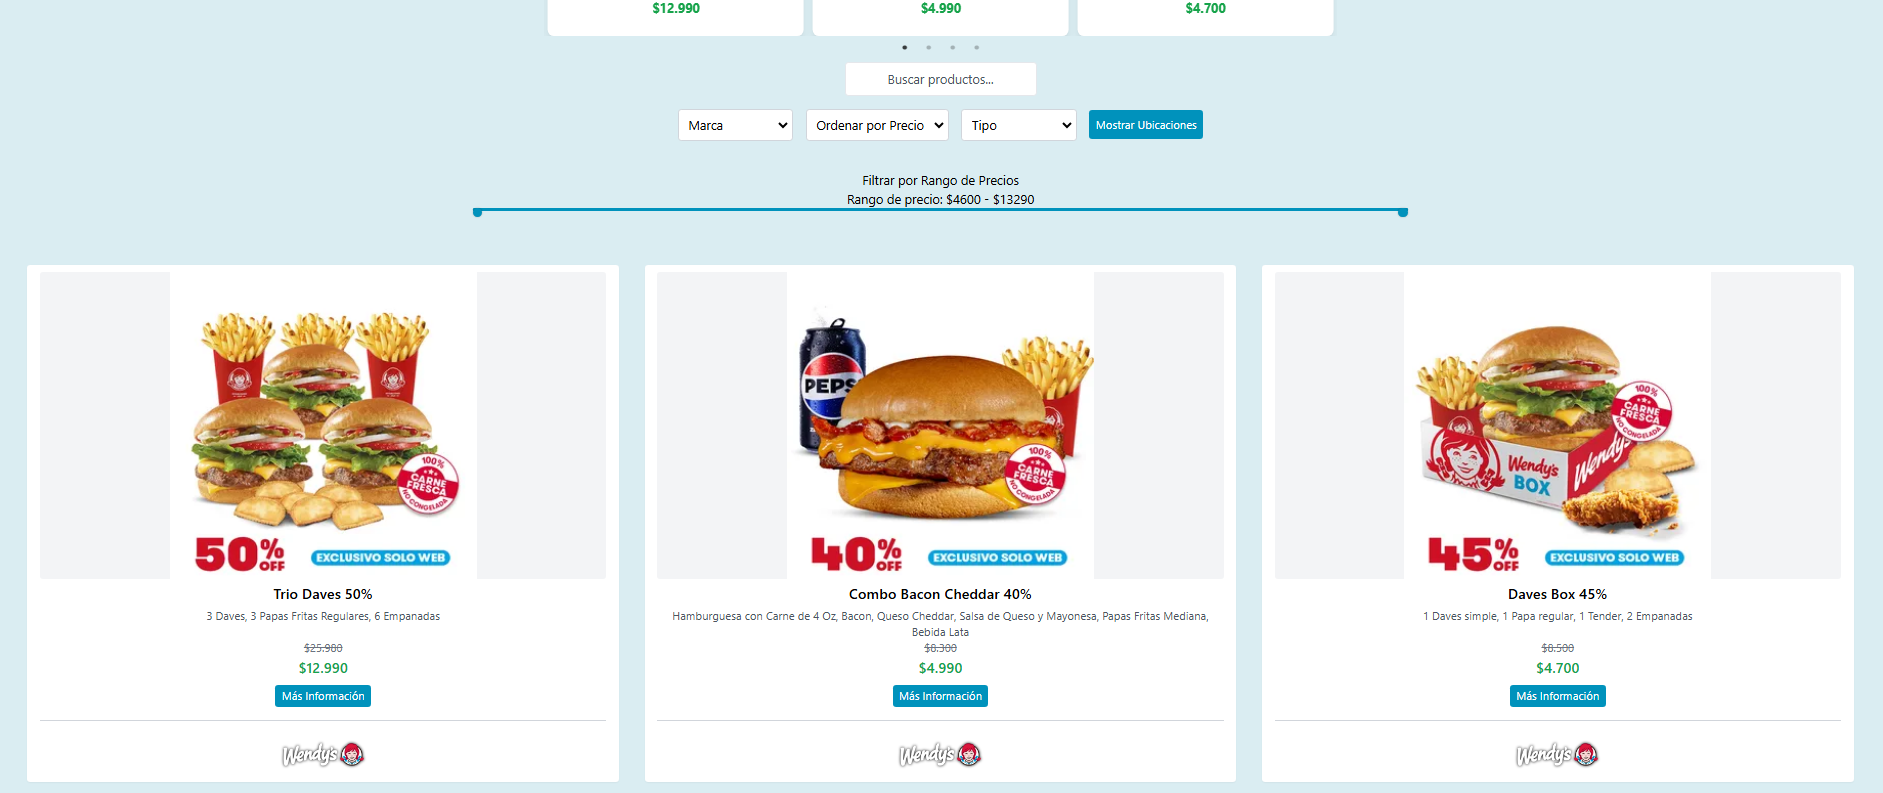 $12.990
$4.990
$4.700
Buscar productos...
Marca
Ordenar por Precio
Tipo
Mostrar Ubicaciones
Filtrar por Rango de Precios
Rango de precio: $4600 - $13290
100%
CARNE
FRESCA
NO CONGELADA
50% OFF
EXCLUSIVO SOLO WEB
Trio Daves 50%
3 Daves, 3 Papas Fritas Regulares, 6 Empanadas
$25.980
$12.990
Más Información
Wendy's
PEPS
100%
CARNE
FRESCA
NO CONGELADA
40% OFF
EXCLUSIVO SOLO WEB
Combo Bacon Cheddar 40%
Hamburguesa con Carne de 4 Oz, Bacon, Queso Cheddar, Salsa de Queso y Mayonesa, Papas Fritas Mediana,
Bebida Lata
$8.300
$4.990
Más Información
Wendy's
100%
CARNE
FRESCA
NO CONGELADA
Wendy's
BOX
Wendy's
45% OFF
EXCLUSIVO SOLO WEB
Daves Box 45%
1 Daves simple, 1 Papa regular, 1 Tender, 2 Empanadas
$8.500
$4.700
Más Información
Wendy's